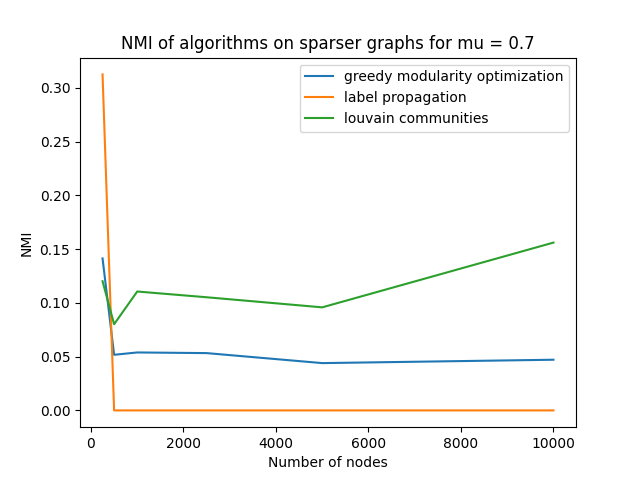 NMI of algorithms on sparser graphs for mu = 0.7
greedy modularity optimization
label propagation
louvain communities
NMI
0.30
0.25
0.20
0.15
0.10
0.05
0.00
0
2000
4000
6000
8000
10000
Number of nodes